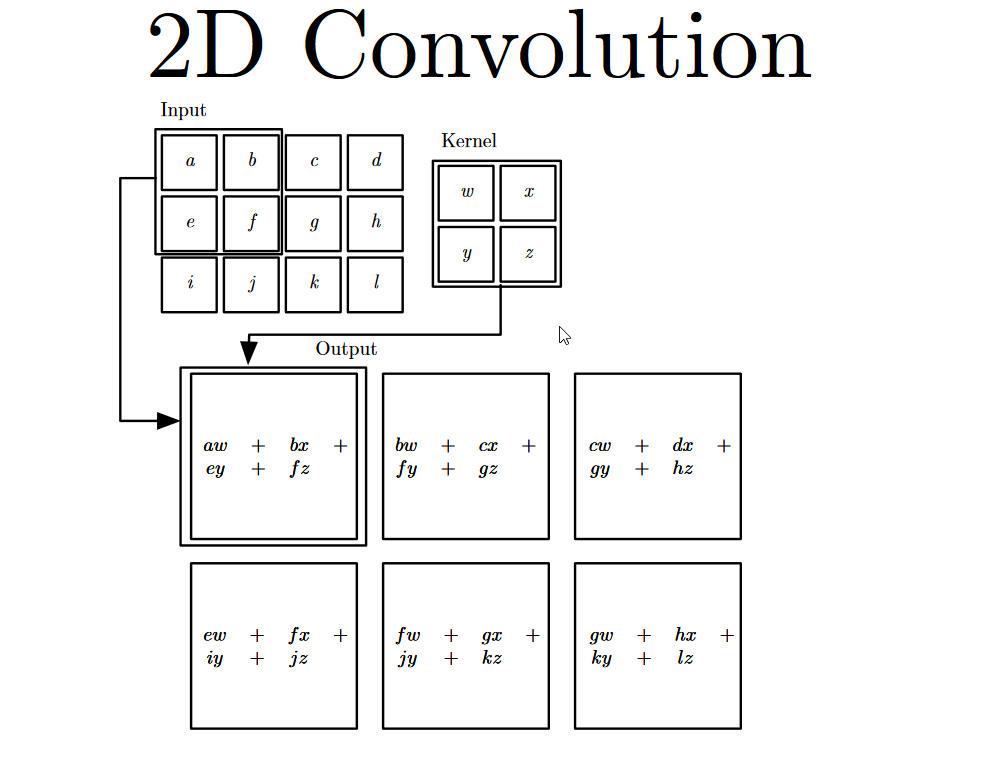 2D Convolution
Input
Kernel
a b c d
w x
e f g h
y z
i j k l
Output
aw + bx +
ey + fz
bw + cx +
fy + gz
cw + dx +
gy + hz
ew + fx +
iy + jz
fw + gx +
jy + kz
gw + hx +
ky + lz